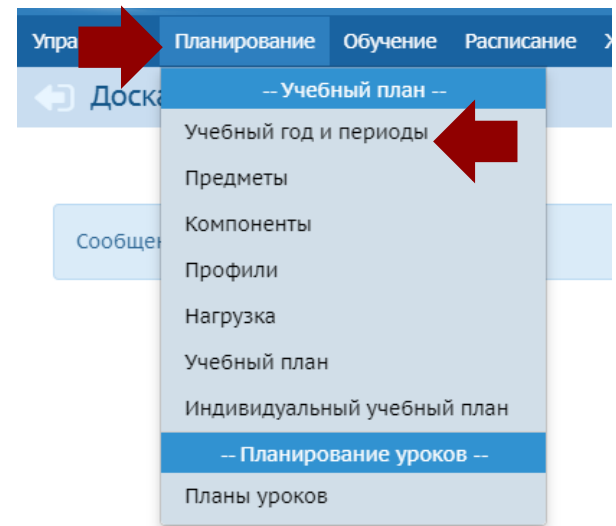 Планирование Обучение Расписание
-- Учебный план --
Учебный год и периоды
Предметы
Компоненты
Профили
Нагрузка
Учебный план
Индивидуальный учебный план
-- Планирование уроков --
Планы уроков